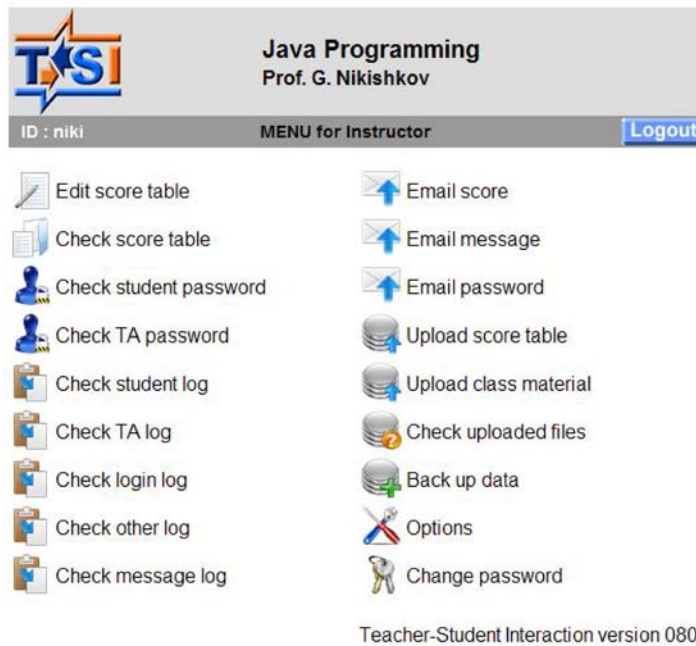 TSI
Java Programming
Prof. G. Nikishkov
ID : niki
MENU for Instructor
Logout
Edit score table
Check score table
Check student password
Check TA password
Check student log
Check TA log
Check login log
Check other log
Check message log
Email score
Email message
Email password
Upload score table
Upload class material
Check uploaded files
Back up data
Options
Change password
Teacher-Student Interaction version 080